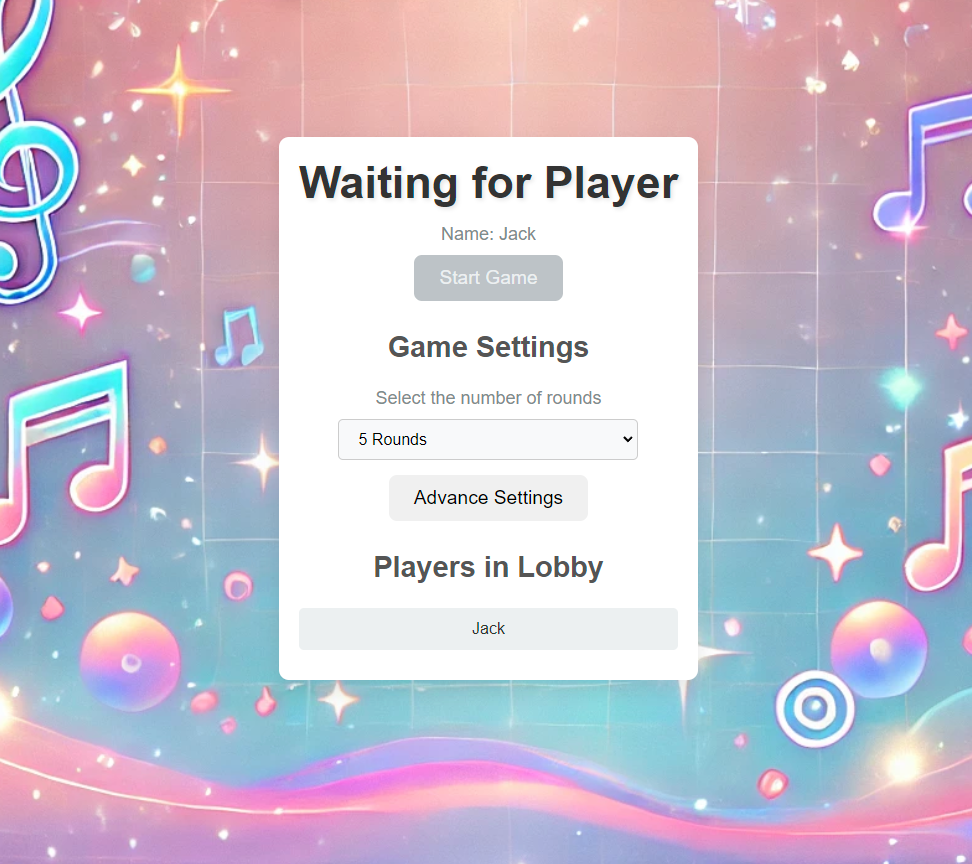 Waiting for Player
Name: Jack
Start Game
Game Settings
Select the number of rounds
5 Rounds
Advance Settings
Players in Lobby
Jack